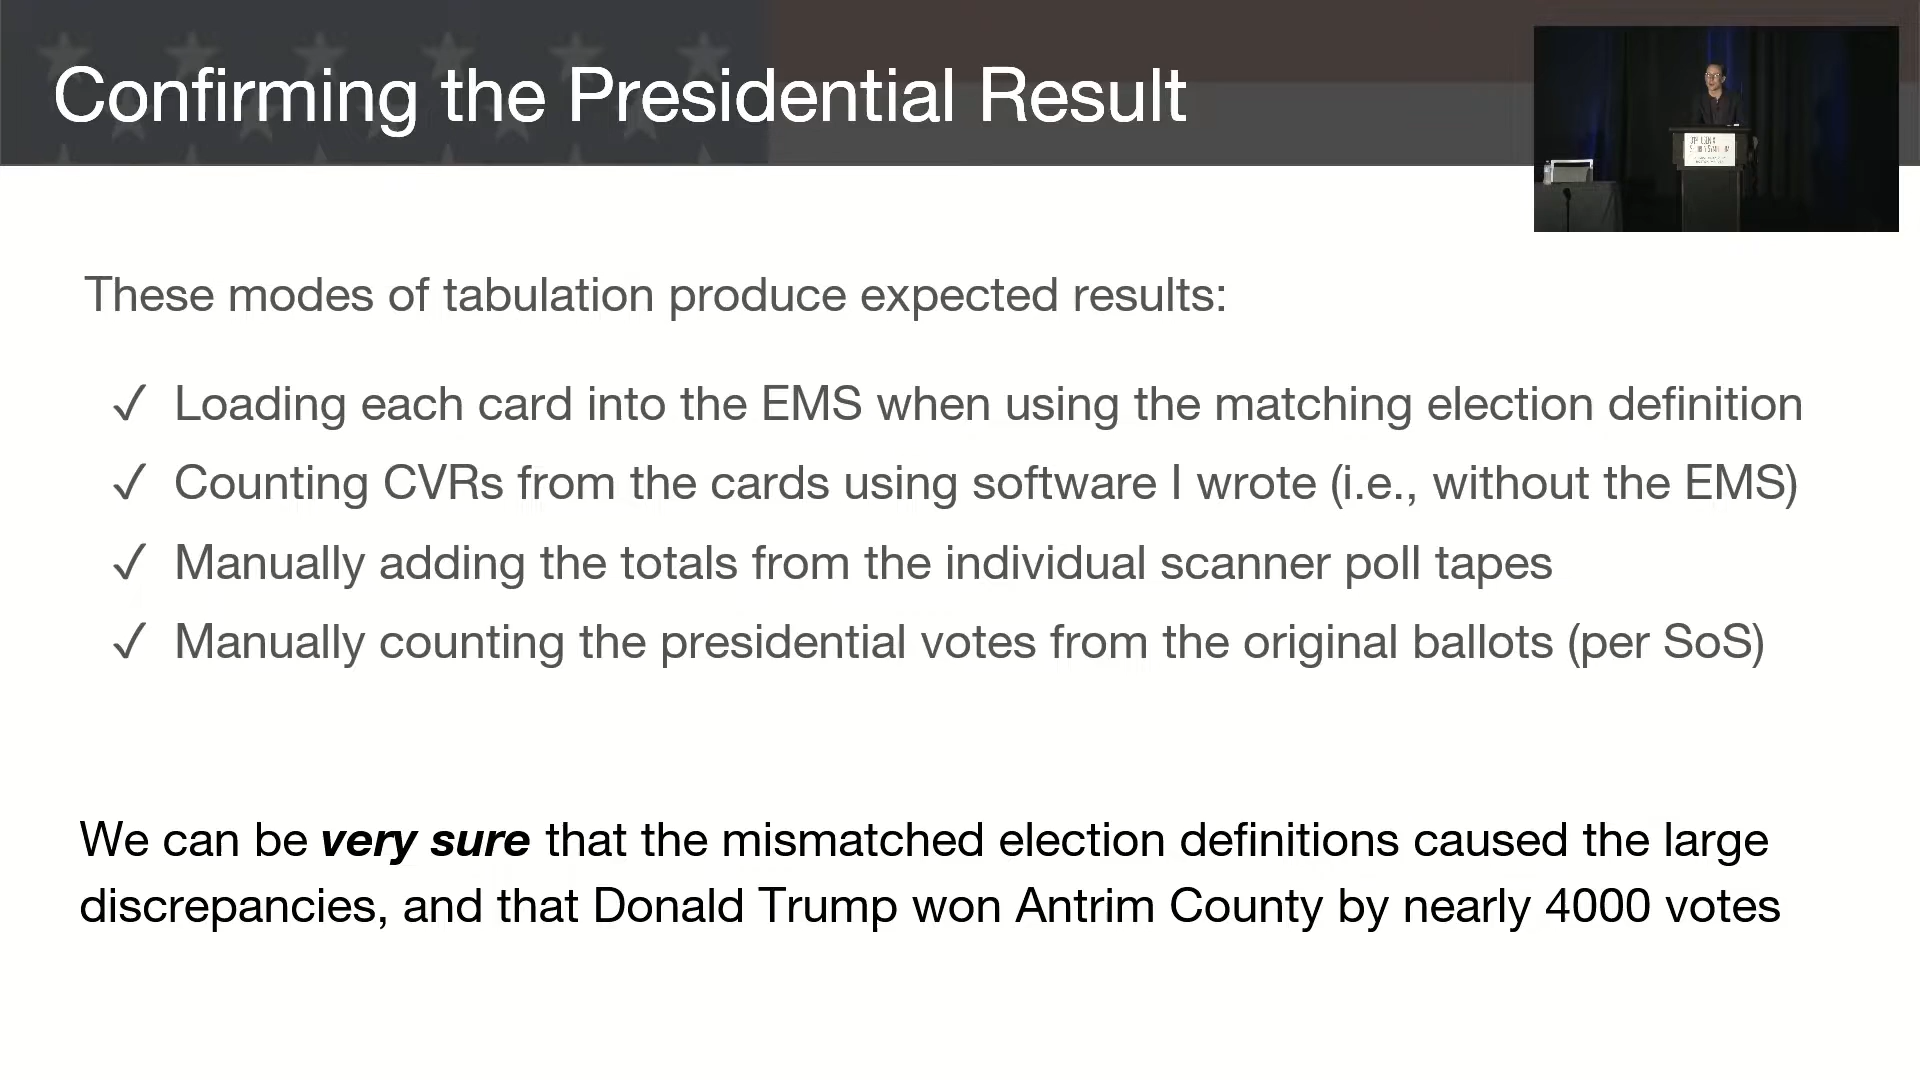 Confirming the Presidential Result
These modes of tabulation produce expected results:
✓ Loading each card into the EMS when using the matching election definition
✓ Counting CVRs from the cards using software I wrote (i.e., without the EMS)
✓ Manually adding the totals from the individual scanner poll tapes
✓ Manually counting the presidential votes from the original ballots (per SoS)
We can be very sure that the mismatched election definitions caused the large
discrepancies, and that Donald Trump won Antrim County by nearly 4000 votes